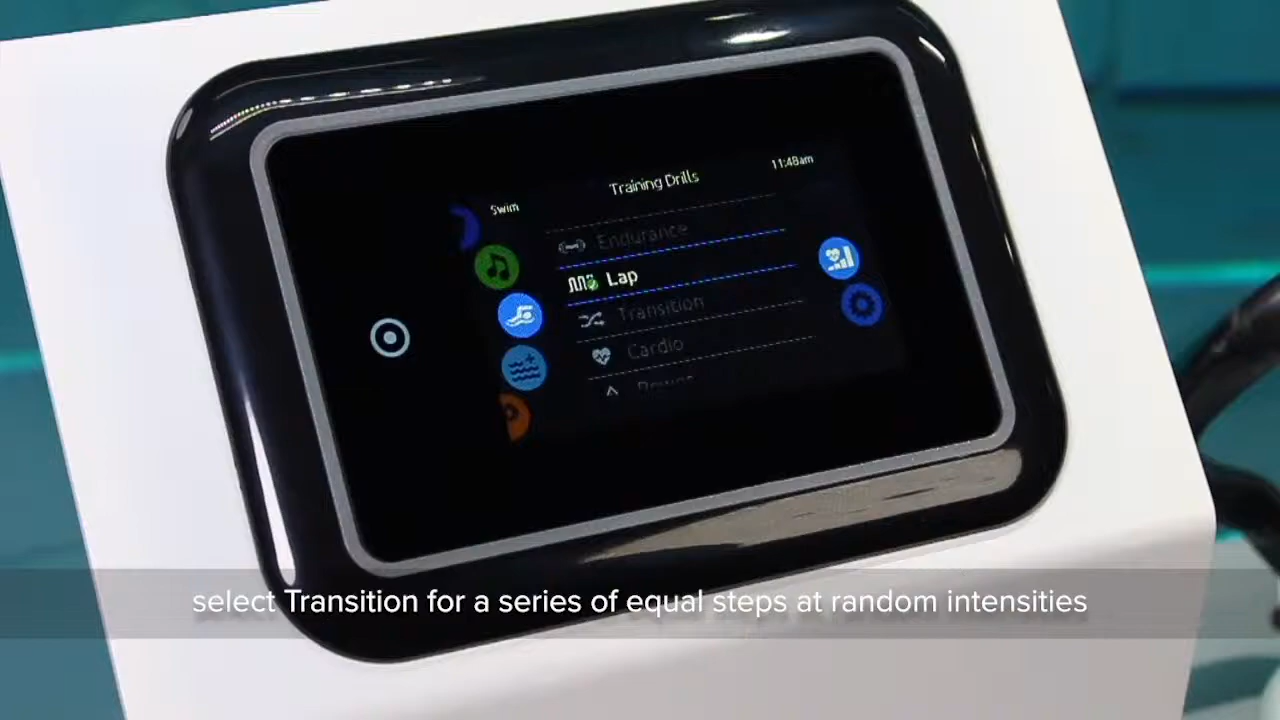 11:48am
Training Drills
Swim
Endurance
Lap
Transition
Cardio
Power
select Transition for a series of equal steps at random intensities